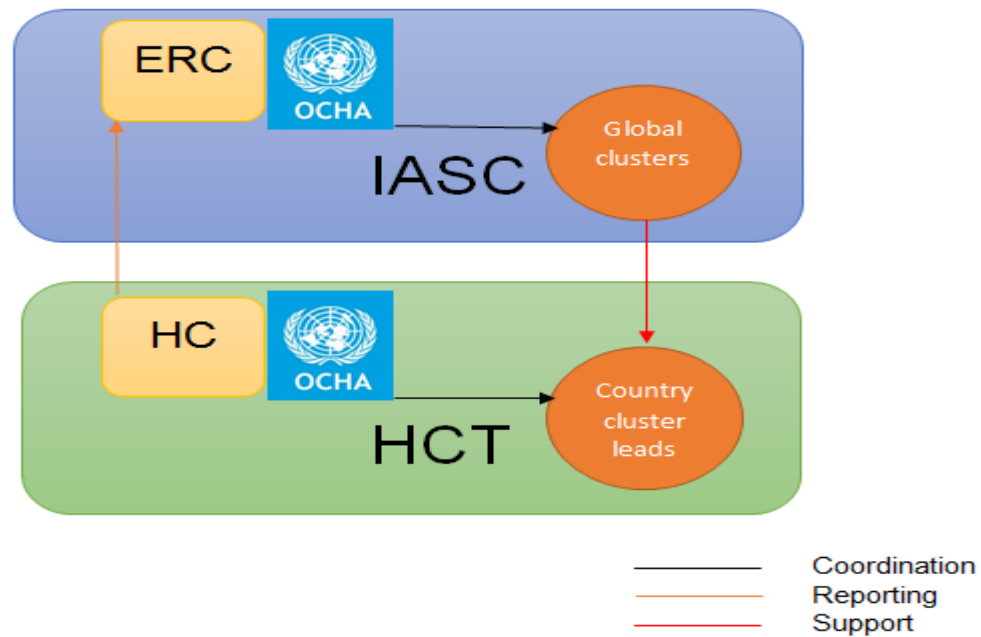 ERC
OCHA
Global
clusters
IASC
HC
OCHA
Country
cluster
leads
HCT
Coordination
Reporting
Support